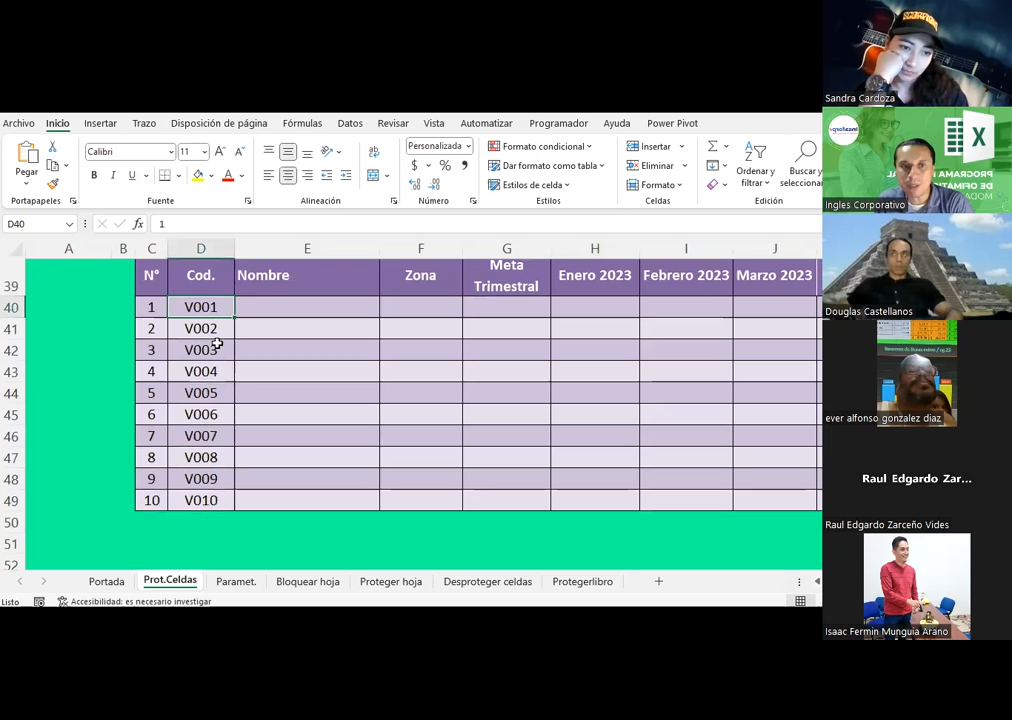 Archivo Inicio Insertar Trazo Disposición de página Fórmulas Datos Revisar Vista Automatizar Programador Ayuda Power Pivot
Pegar
Calibri 11
N K S
Personalizada
Formato condicional
Dar formato como tabla
Estilos de celda
Insertar
Eliminar
Formato
Ordenar y
filtrar
Buscar y
selecciona
Portapapeles Fuente Alineación Número Estilos Celdas Edición
D40 fx 1
A B C D E F G H I J
39 N° Cod. Nombre Zona Meta Trimestral Enero 2023 Febrero 2023 Marzo 2023
40 1 V001
41 2 V002
42 3 V003
43 4 V004
44 5 V005
45 6 V006
46 7 V007
47 8 V008
48 9 V009
49 10 V010
50
51
52
Portada Prot.Celdas Paramet. Bloquear hoja Proteger hoja Desproteger celdas Protegerlibro
Listo Accesibilidad: es necesario investigar
SCORPIONS
Sandra Cardoza
PROGRAMA
DE OFIMATIC
MODA
Ingles Corporativo
Douglas Castellanos
ever alfonso gonzalez diaz
Raul Edgardo Zar...
Raul Edgardo Zarceño Vides
Isaac Fermin Munguia Arano